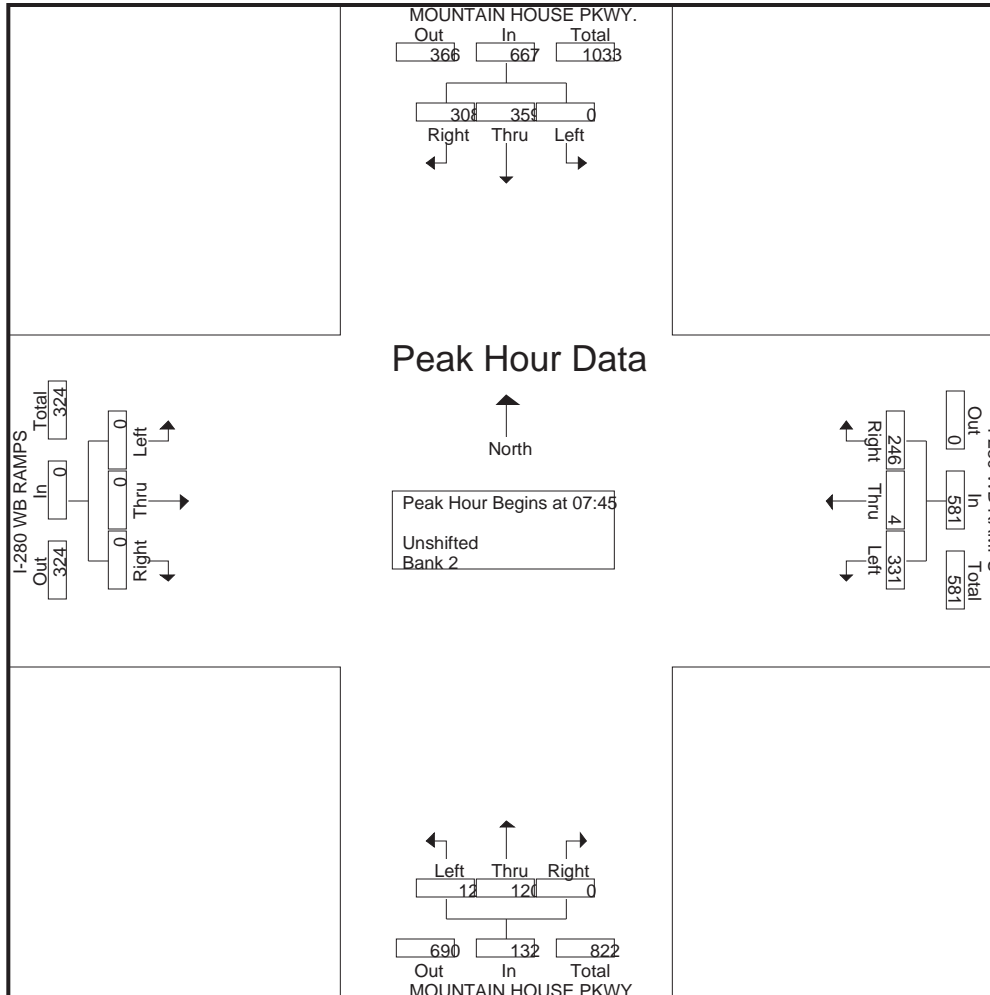 MOUNTAIN HOUSE PKWY.
Out In Total
366 667 1033
308 359 0
Right Thru Left
Peak Hour Data
North
Peak Hour Begins at 07:45
Unshifted
Bank 2
I-280 WB RAMPS
Out In Total
324 0 324
Left Thru Right
0 0 0
Out In Total
0 581 581
Right Thru Left
246 4 331
Left Thru Right
12 120 0
690 132 822
Out In Total
MOUNTAIN HOUSE PKWY